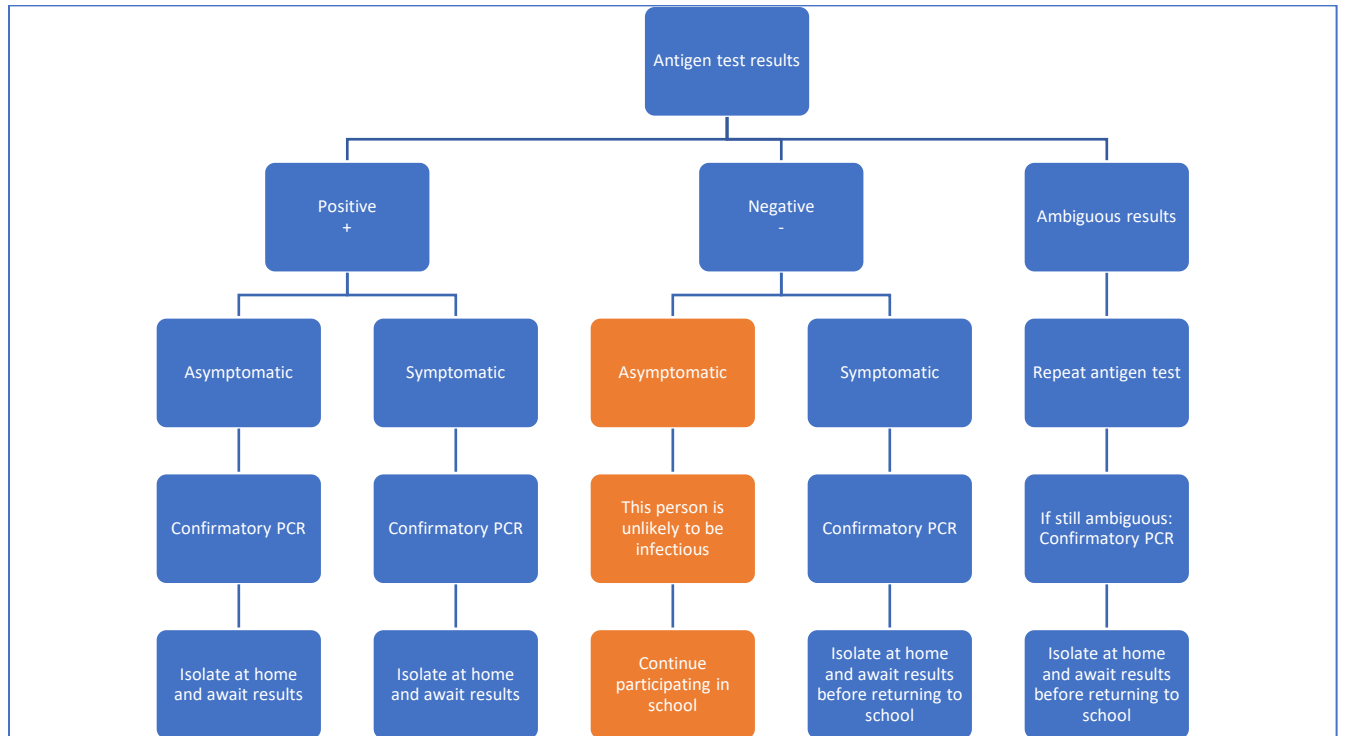 Antigen test results
Positive
+
Negative
-
Ambiguous results
Asymptomatic
Symptomatic
Asymptomatic
Symptomatic
Repeat antigen test
Confirmatory PCR
Confirmatory PCR
This person is
unlikely to be
infectious
Confirmatory PCR
If still ambiguous:
Confirmatory PCR
Isolate at home
and await results
Isolate at home
and await results
Continue
participating in
school
Isolate at home
and await results
before returning to
school
Isolate at home
and await results
before returning to
school